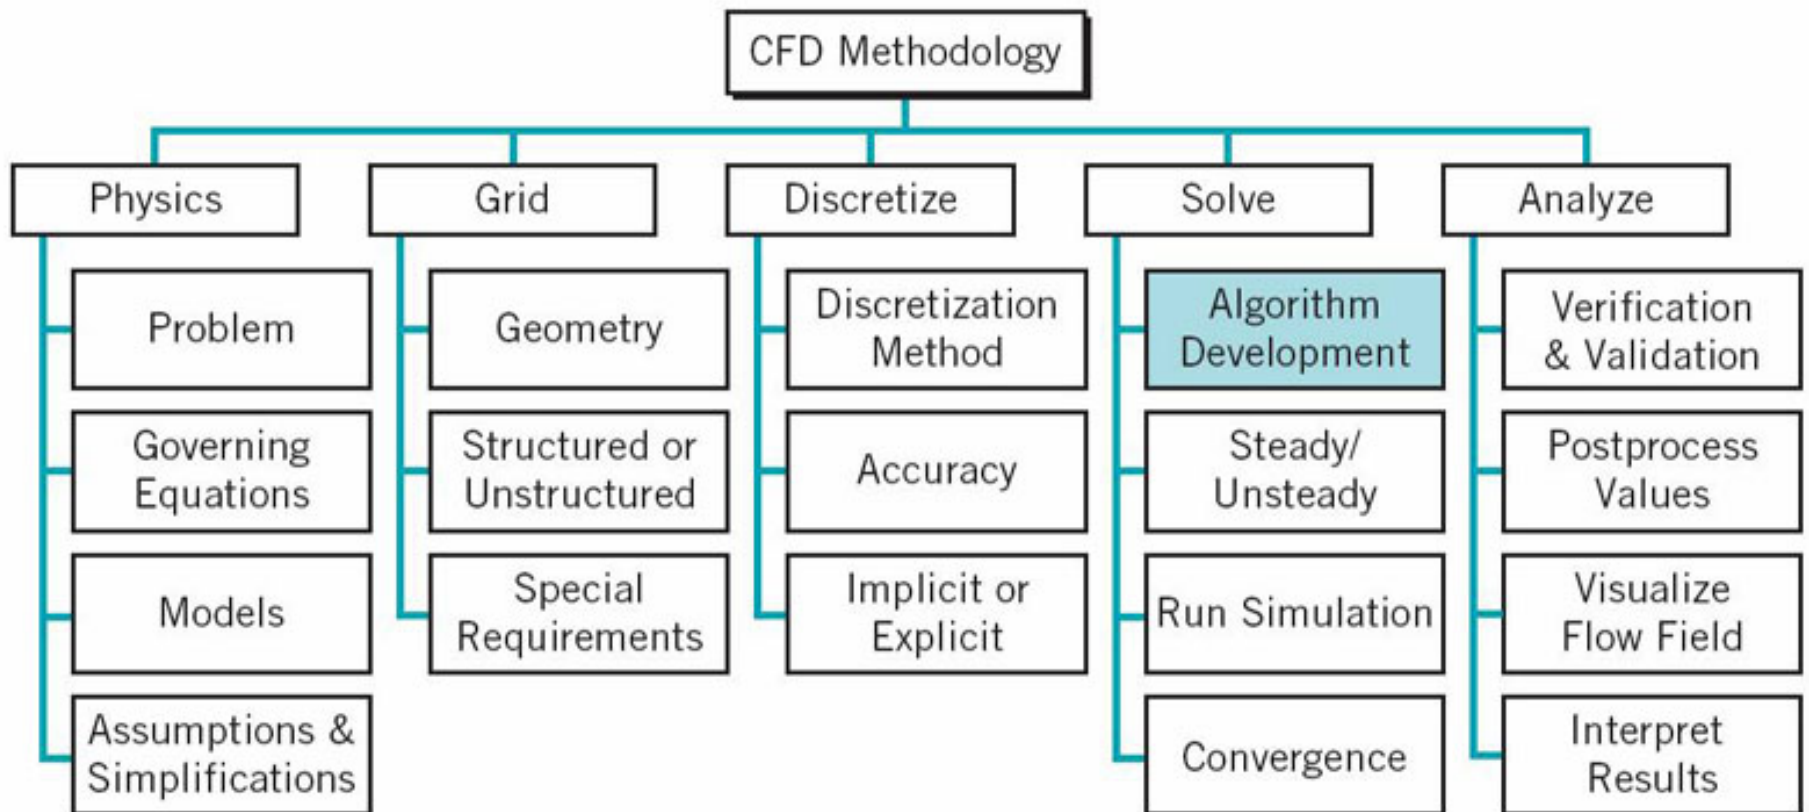 CFD Methodology
Physics
Grid
Discretize
Solve
Analyze
Problem
Governing
Equations
Models
Assumptions &
Simplifications
Geometry
Structured or
Unstructured
Special
Requirements
Discretization
Method
Accuracy
Implicit or
Explicit
Algorithm
Development
Steady/
Unsteady
Run Simulation
Convergence
Verification
& Validation
Postprocess
Values
Visualize
Flow Field
Interpret
Results